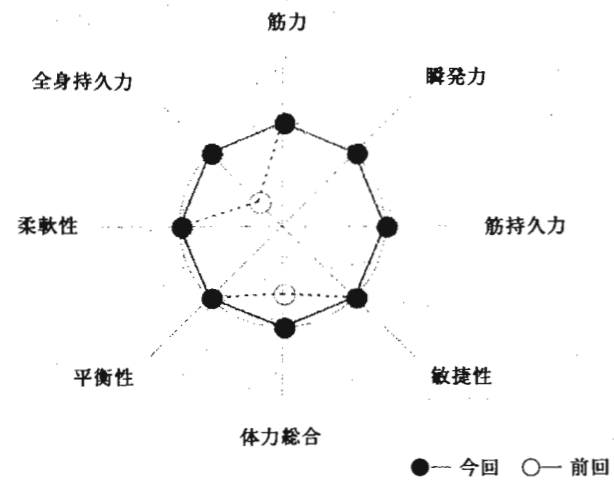 筋力
瞬発力
全身持久力
筋持久力
柔軟性
敏捷性
平衡性
体力総合
●— 今回 ○— 前回